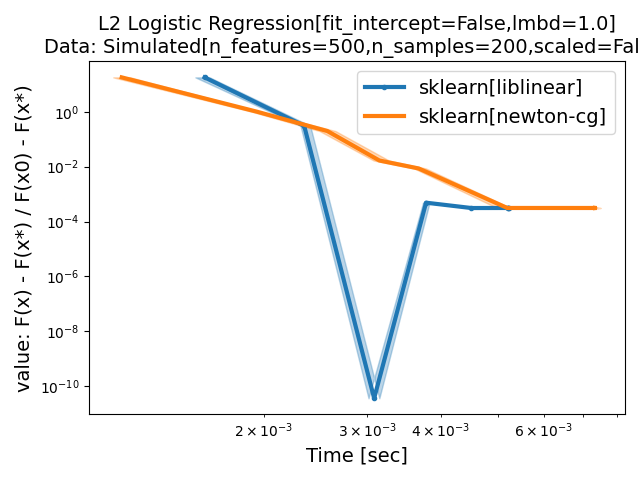 L2 Logistic Regression[fit_intercept=False,lmbd=1.0]
Data: Simulated[n_features=500,n_samples=200,scaled=Fal
sklearn[liblinear]
sklearn[newton-cg]
value: F(x) - F(x*) / F(x0) - F(x*)
10⁰
10⁻²
10⁻⁴
10⁻⁶
10⁻⁸
10⁻¹⁰
2 × 10⁻³ 3 × 10⁻³ 4 × 10⁻³ 6 × 10⁻³
Time [sec]